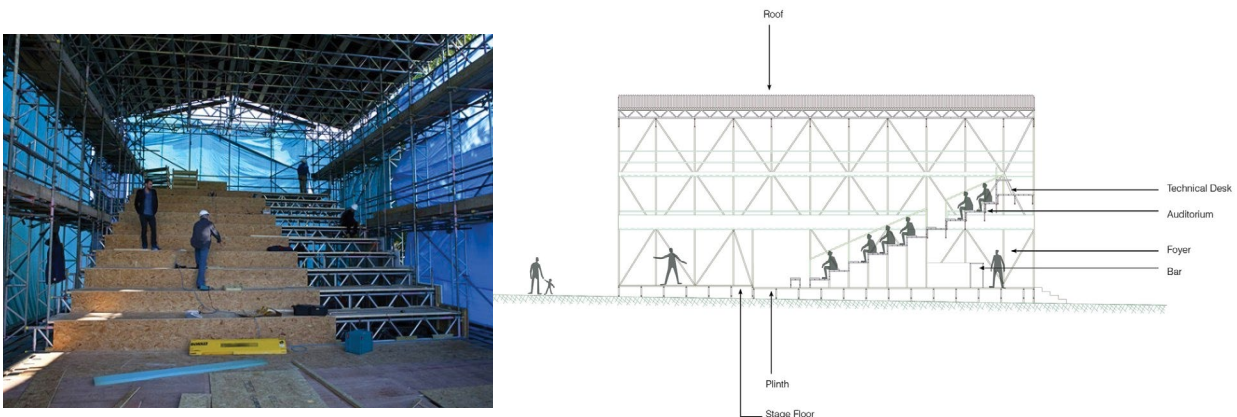 Roof
Technical Desk
Auditorium
Foyer
Bar
Plinth
Stage Floor